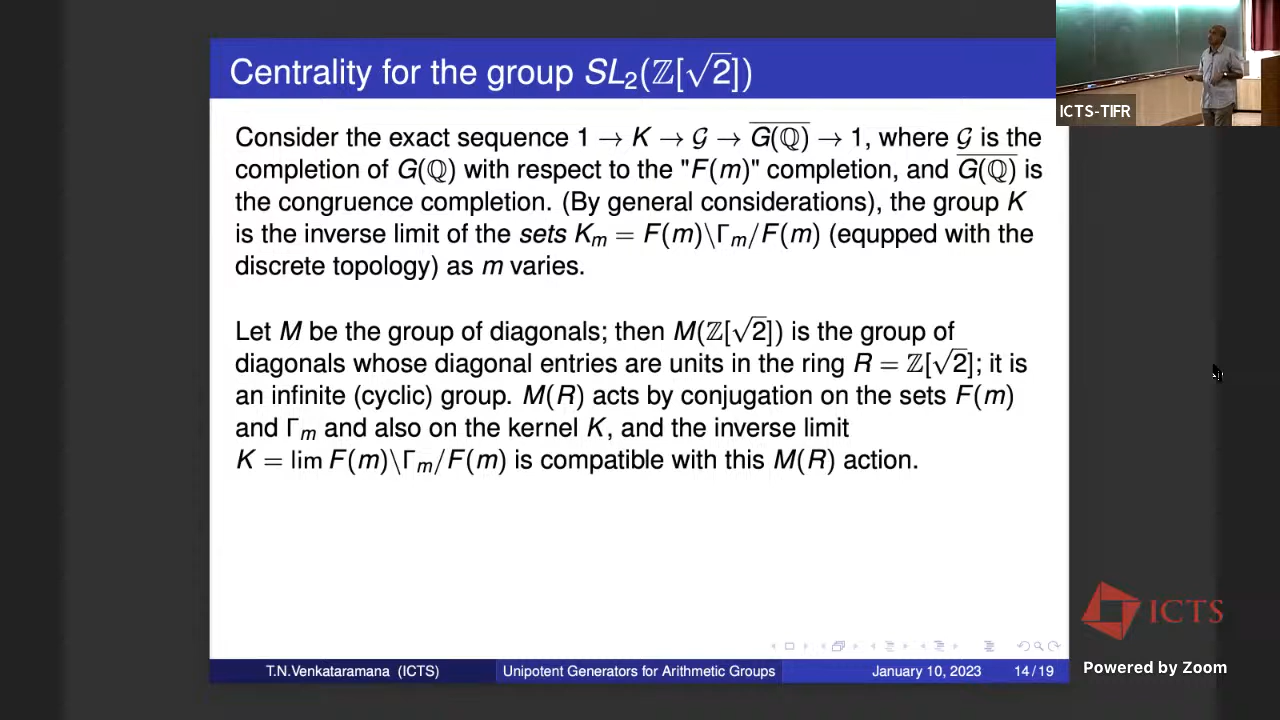 Centrality for the group SL₂(ℤ[√2])
Consider the exact sequence 1 → K → 𝒢 → \overline{G(ℚ)} → 1, where 𝒢 is the
completion of G(ℚ) with respect to the "F(m)" completion, and \overline{G(ℚ)} is
the congruence completion. (By general considerations), the group K
is the inverse limit of the sets Kₘ = F(m)\Γₘ/F(m) (equpped with the
discrete topology) as m varies.
Let M be the group of diagonals; then M(ℤ[√2]) is the group of
diagonals whose diagonal entries are units in the ring R = ℤ[√2]; it is
an infinite (cyclic) group. M(R) acts by conjugation on the sets F(m)
and Γₘ and also on the kernel K, and the inverse limit
K = lim F(m)\Γₘ/F(m) is compatible with this M(R) action.
T.N.Venkataramana (ICTS) Unipotent Generators for Arithmetic Groups January 10, 2023 14/19
ICTS-TIFR
ICTS
Powered by Zoom